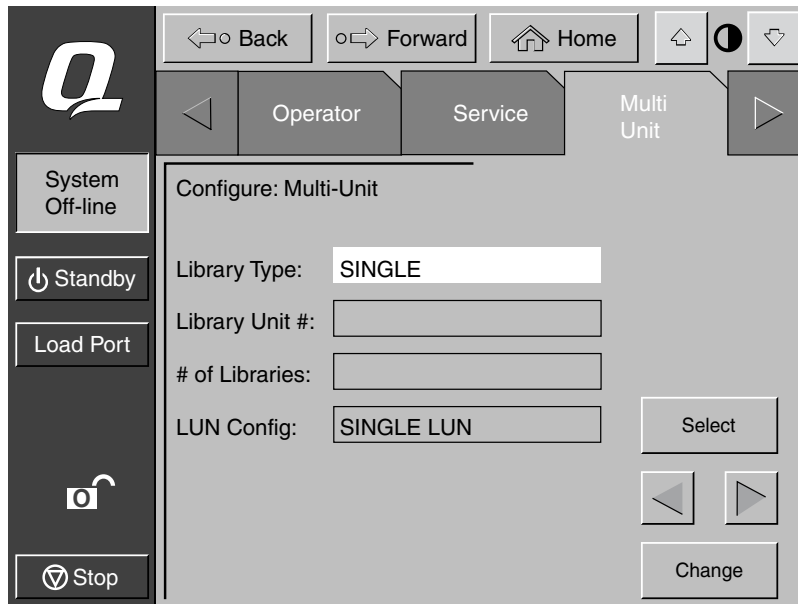 Q
Back
Forward
Home
Operator
Service
Multi
Unit
System
Off-line
Standby
Load Port
O
Stop
Configure: Multi-Unit
Library Type: SINGLE
Library Unit #:
# of Libraries:
LUN Config: SINGLE LUN
Select
Change